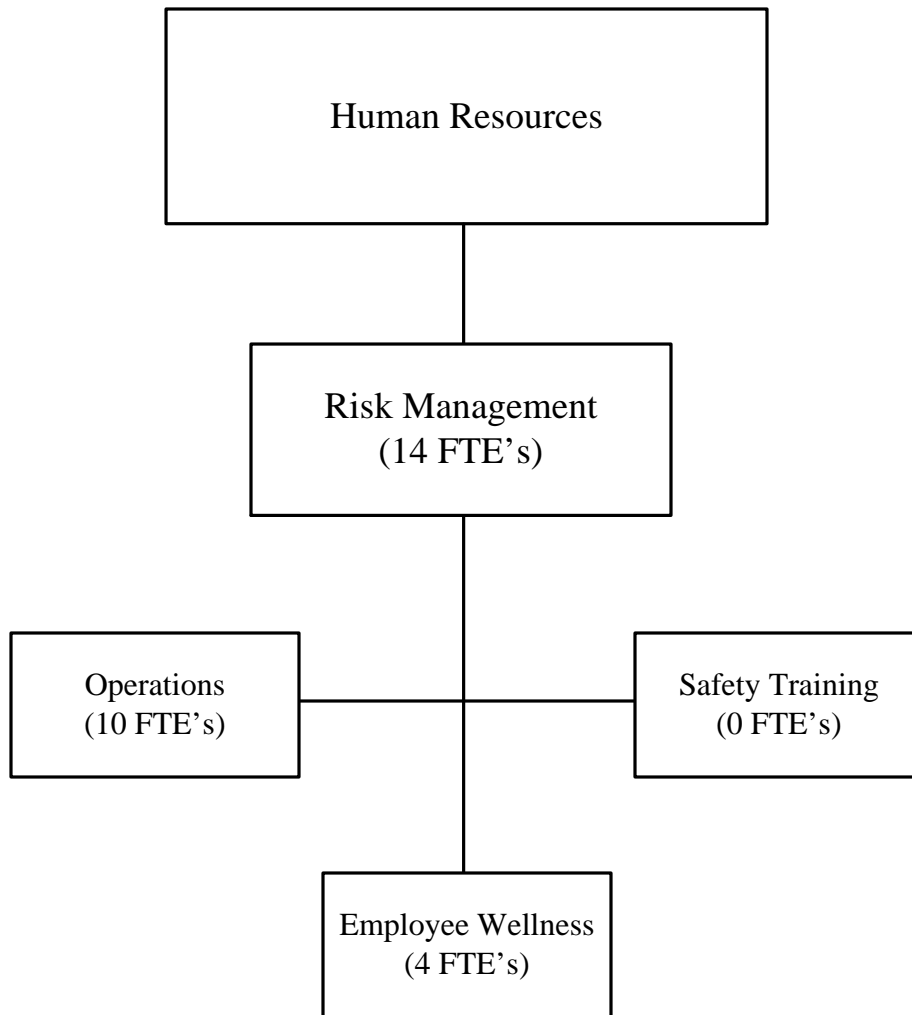 Human Resources
Risk Management
(14 FTE’s)
Operations
(10 FTE’s)
Safety Training
(0 FTE’s)
Employee Wellness
(4 FTE’s)